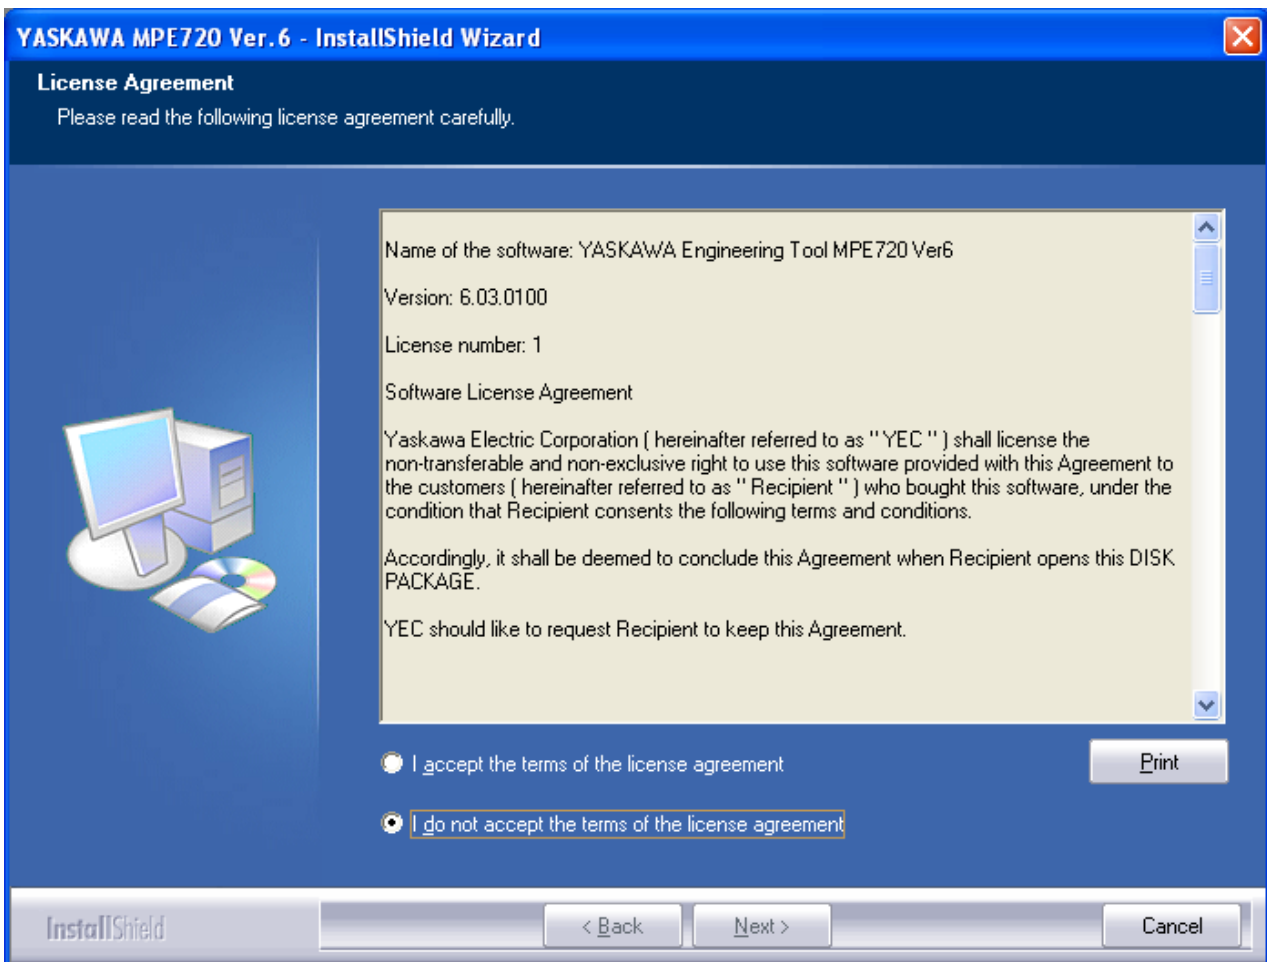 YASKAWA MPE720 Ver.6 - InstallShield Wizard
License Agreement
Please read the following license agreement carefully.
Name of the software: YASKAWA Engineering Tool MPE720 Ver6
Version: 6.03.0100
License number: 1
Software License Agreement
Yaskawa Electric Corporation ( hereinafter referred to as " YEC " ) shall license the
non-transferable and non-exclusive right to use this software provided with this Agreement to
the customers ( hereinafter referred to as " Recipient " ) who bought this software, under the
condition that Recipient consents the following terms and conditions.
Accordingly, it shall be deemed to conclude this Agreement when Recipient opens this DISK
PACKAGE.
YEC should like to request Recipient to keep this Agreement.
I accept the terms of the license agreement
Print
I do not accept the terms of the license agreement
InstallShield
< Back
Next >
Cancel